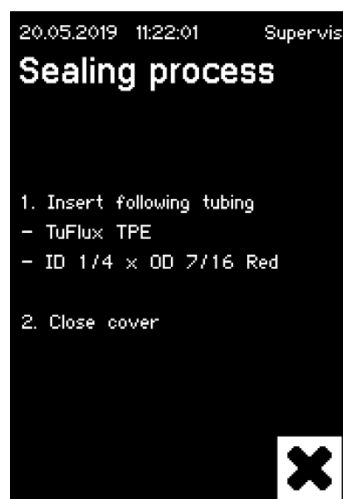 20.05.2019 11:22:01 Supervis
Sealing process
1. Insert following tubing
- TuFlux TPE
- ID 1/4 x OD 7/16 Red
2. Close cover